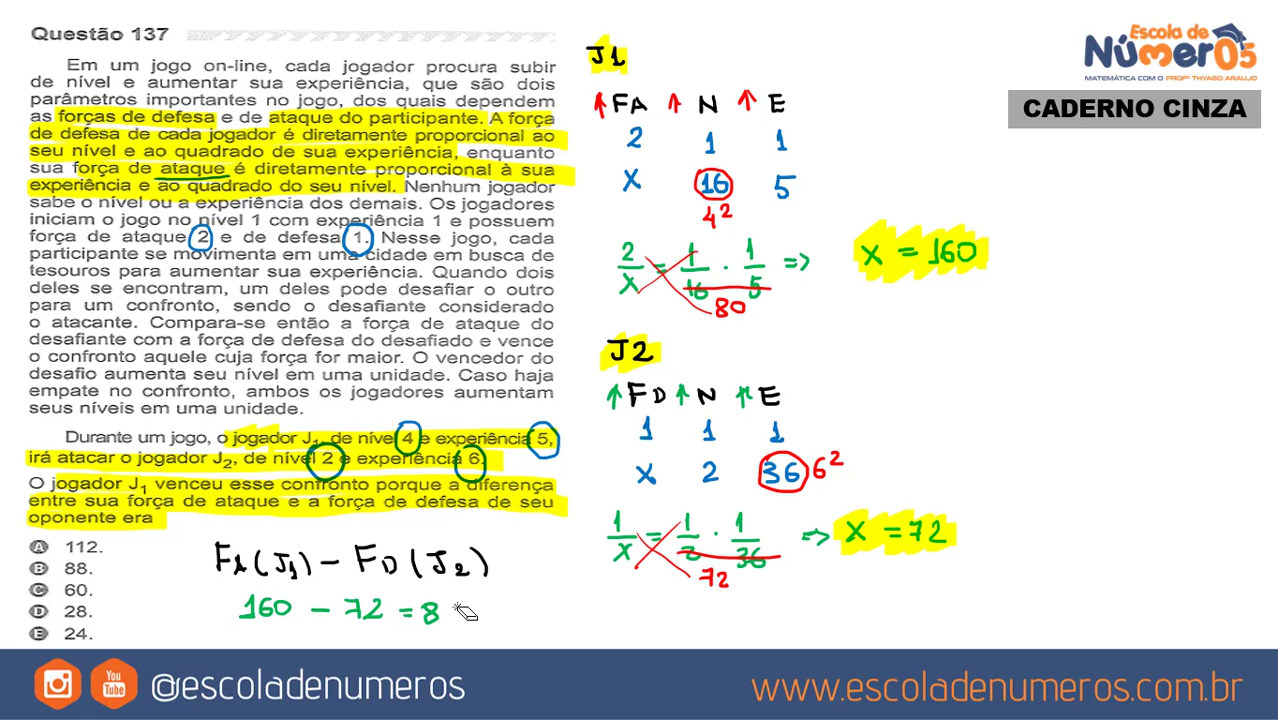 Questão 137
Em um jogo on-line, cada jogador procura subir
de nível e aumentar sua experiência, que são dois
parâmetros importantes no jogo, dos quais dependem
as forças de defesa e de ataque do participante. A força
de defesa de cada jogador é diretamente proporcional ao
seu nível e ao quadrado de sua experiência, enquanto
sua força de ataque é diretamente proporcional à sua
experiência e ao quadrado do seu nível. Nenhum jogador
sabe o nível ou a experiência dos demais. Os jogadores
iniciam o jogo no nível 1 com experiência 1 e possuem
força de ataque 2 e de defesa 1. Nesse jogo, cada
participante se movimenta em uma cidade em busca de
tesouros para aumentar sua experiência. Quando dois
deles se encontram, um deles pode desafiar o outro
para um confronto, sendo o desafiante considerado
o atacante. Compara-se então a força de ataque do
desafiante com a força de defesa do desafiado e vence
o confronto aquele cuja força for maior. O vencedor do
desafio aumenta seu nível em uma unidade. Caso haja
empate no confronto, ambos os jogadores aumentam
seus níveis em uma unidade.
Durante um jogo, o jogador J₁, de nível 4 e experiência 5,
irá atacar o jogador J₂, de nível 2 e experiência 6.
O jogador J₁ venceu esse confronto porque a diferença
entre sua força de ataque e a força de defesa de seu
oponente era
A 112.
B 88.
C 60.
D 28.
E 24.
FA(J₁) - FD(J₂)
160 - 72 = 8
J1
↑FA ↑N ↑E
2 1 1
X 16 5
4²
2/X = 1/16 · 1/5 => X = 160
80
J2
↑FD ↑N ↑E
1 1 1
X 2 36 6²
1/X = 1/2 · 1/36 => X = 72
72
Escola de
NÚMEROS
MATEMÁTICA COM O PROFº THYAGO ARAUJO
CADERNO CINZA
You
Tube
@escoladenumeros
www.escoladenumeros.com.br